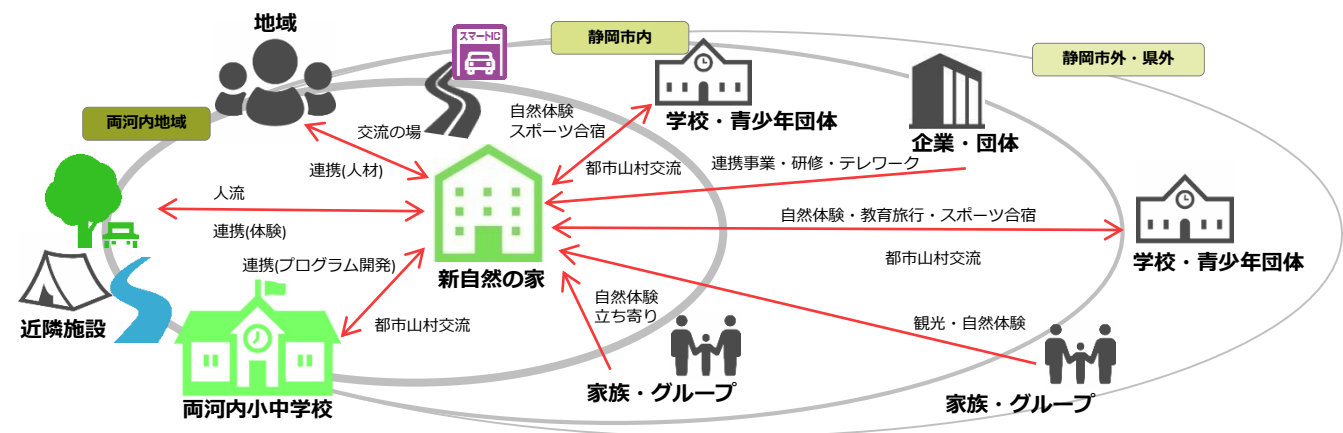 地域
スマートIC
静岡市内
静岡市外・県外
両河内地域
交流の場
連携(人材)
自然体験
スポーツ合宿
学校・青少年団体
都市山村交流
企業・団体
連携事業・研修・テレワーク
人流
連携(体験)
自然体験・教育旅行・スポーツ合宿
都市山村交流
学校・青少年団体
連携(プログラム開発)
新自然の家
近隣施設
都市山村交流
両河内小中学校
自然体験
立ち寄り
家族・グループ
観光・自然体験
家族・グループ